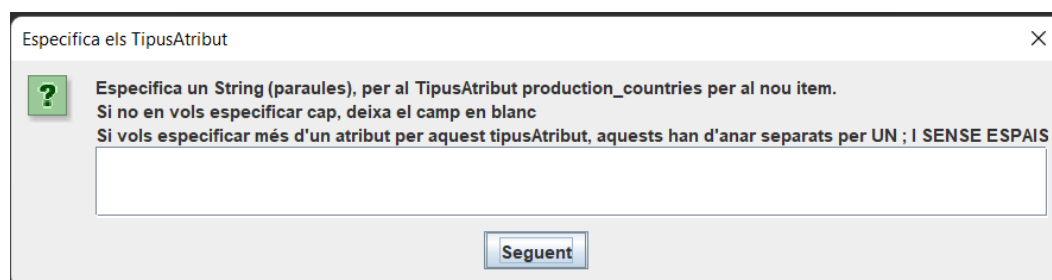 Especifica els TipusAtribut
Especifica un String (paraules), per al TipusAtribut production_countries per al nou item.
Si no en vols especificar cap, deixa el camp en blanc
Si vols especificar més d'un atribut per aquest tipusAtribut, aquests han d'anar separats per UN ; I SENSE ESPAIS
Seguent